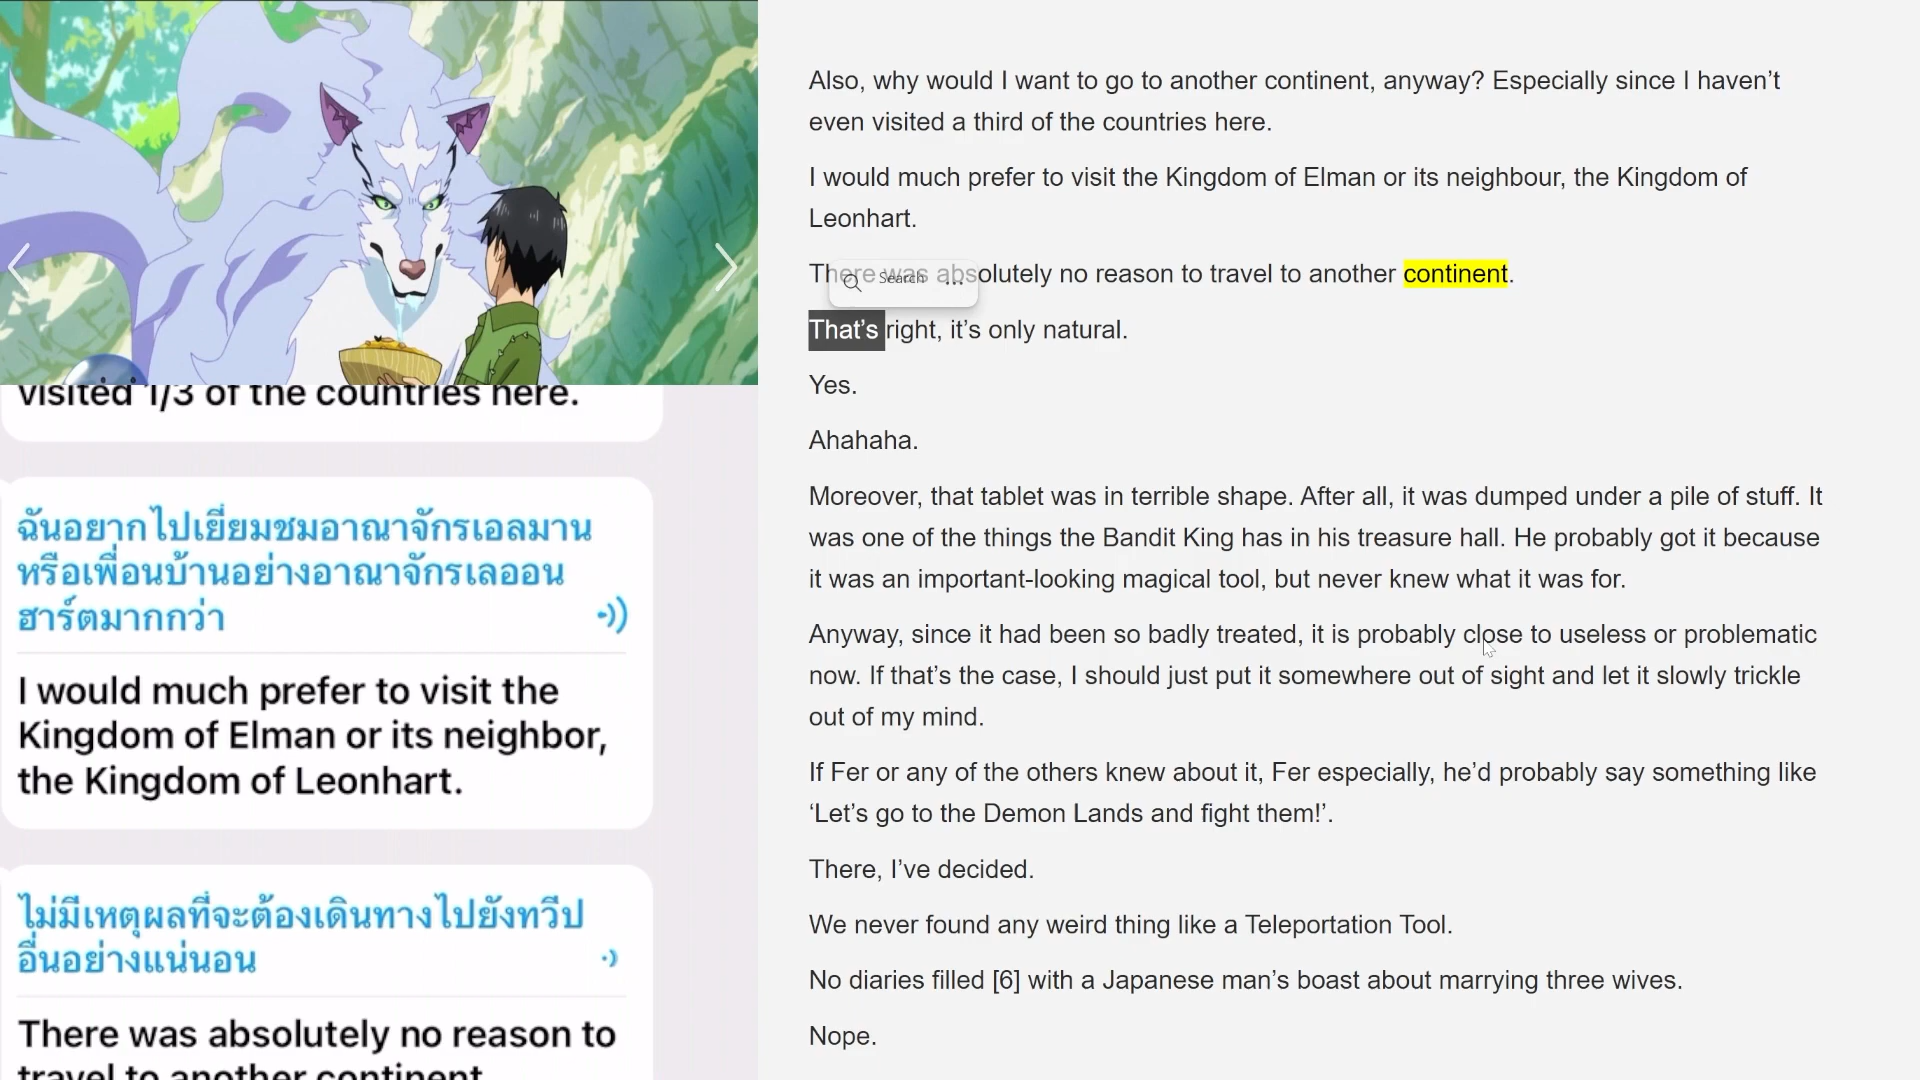 visited 1/3 of the countries here.
ฉันอยากไปเยี่ยมชมอาณาจักรเอลมาน
หรือเพื่อนบ้านอย่างอาณาจักรเลออน
ฮาร์ตมากกว่า
I would much prefer to visit the
Kingdom of Elman or its neighbor,
the Kingdom of Leonhart.
ไม่มีเหตุผลที่จะต้องเดินทางไปยังทวีป
อื่นอย่างแน่นอน
There was absolutely no reason to
travel to another continent.
Also, why would I want to go to another continent, anyway? Especially since I haven’t
even visited a third of the countries here.
I would much prefer to visit the Kingdom of Elman or its neighbour, the Kingdom of
Leonhart.
There was absolutely no reason to travel to another continent.
Search ...
That’s right, it’s only natural.
Yes.
Ahahaha.
Moreover, that tablet was in terrible shape. After all, it was dumped under a pile of stuff. It
was one of the things the Bandit King has in his treasure hall. He probably got it because
it was an important-looking magical tool, but never knew what it was for.
Anyway, since it had been so badly treated, it is probably close to useless or problematic
now. If that’s the case, I should just put it somewhere out of sight and let it slowly trickle
out of my mind.
If Fer or any of the others knew about it, Fer especially, he’d probably say something like
‘Let’s go to the Demon Lands and fight them!’.
There, I’ve decided.
We never found any weird thing like a Teleportation Tool.
No diaries filled [6] with a Japanese man’s boast about marrying three wives.
Nope.